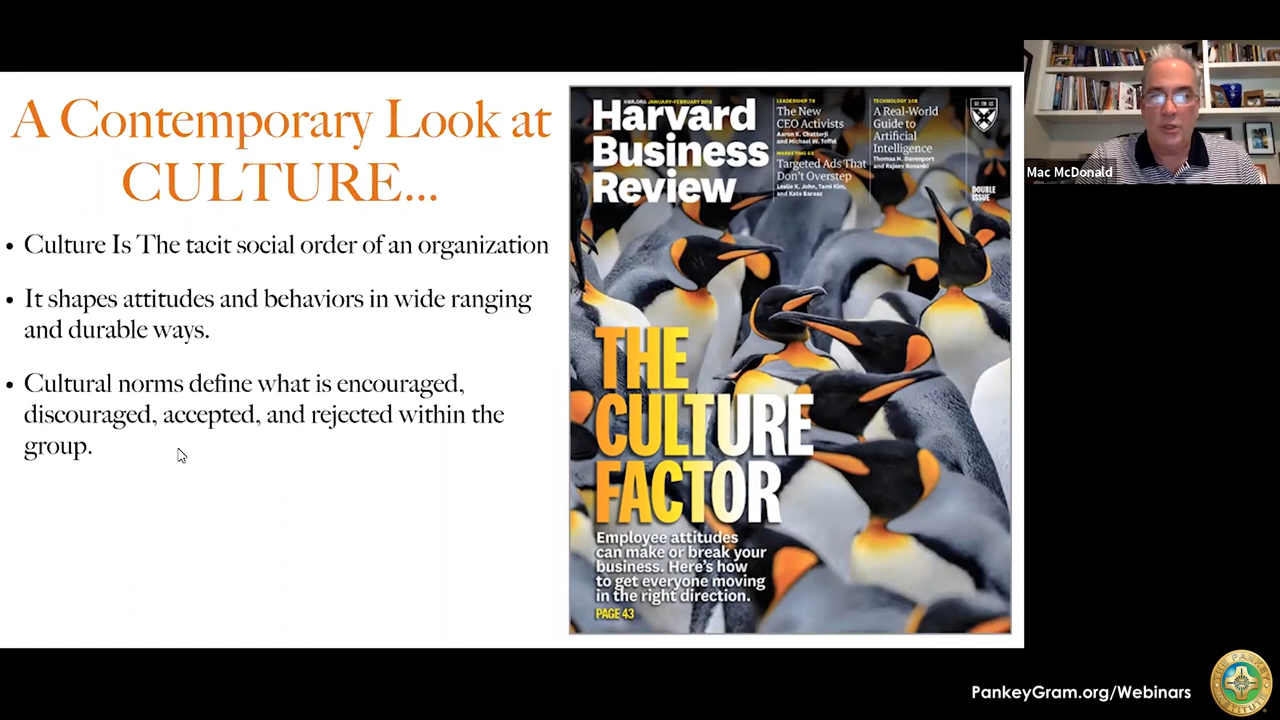 A Contemporary Look at
CULTURE...
• Culture Is The tacit social order of an organization
• It shapes attitudes and behaviors in wide ranging
and durable ways.
• Cultural norms define what is encouraged,
discouraged, accepted, and rejected within the
group.
HBR.ORG JANUARY–FEBRUARY 2018
Harvard
Business
Review
LEADERSHIP 78
The New
CEO Activists
Aaron K. Chatterji
and Michael W. Toffel
MARKETING 62
Targeted Ads That
Don't Overstep
Leslie K. John, Tami Kim,
and Kate Barasz
TECHNOLOGY 108
A Real-World
Guide to
Artificial
Intelligence
Thomas H. Davenport
and Rajeev Ronanki
DOUBLE
ISSUE
THE
CULTURE
FACTOR
Employee attitudes
can make or break your
business. Here's how
to get everyone moving
in the right direction.
PAGE 43
Mac McDonald
PankeyGram.org/Webinars
THE PANKEY
INSTITUTE